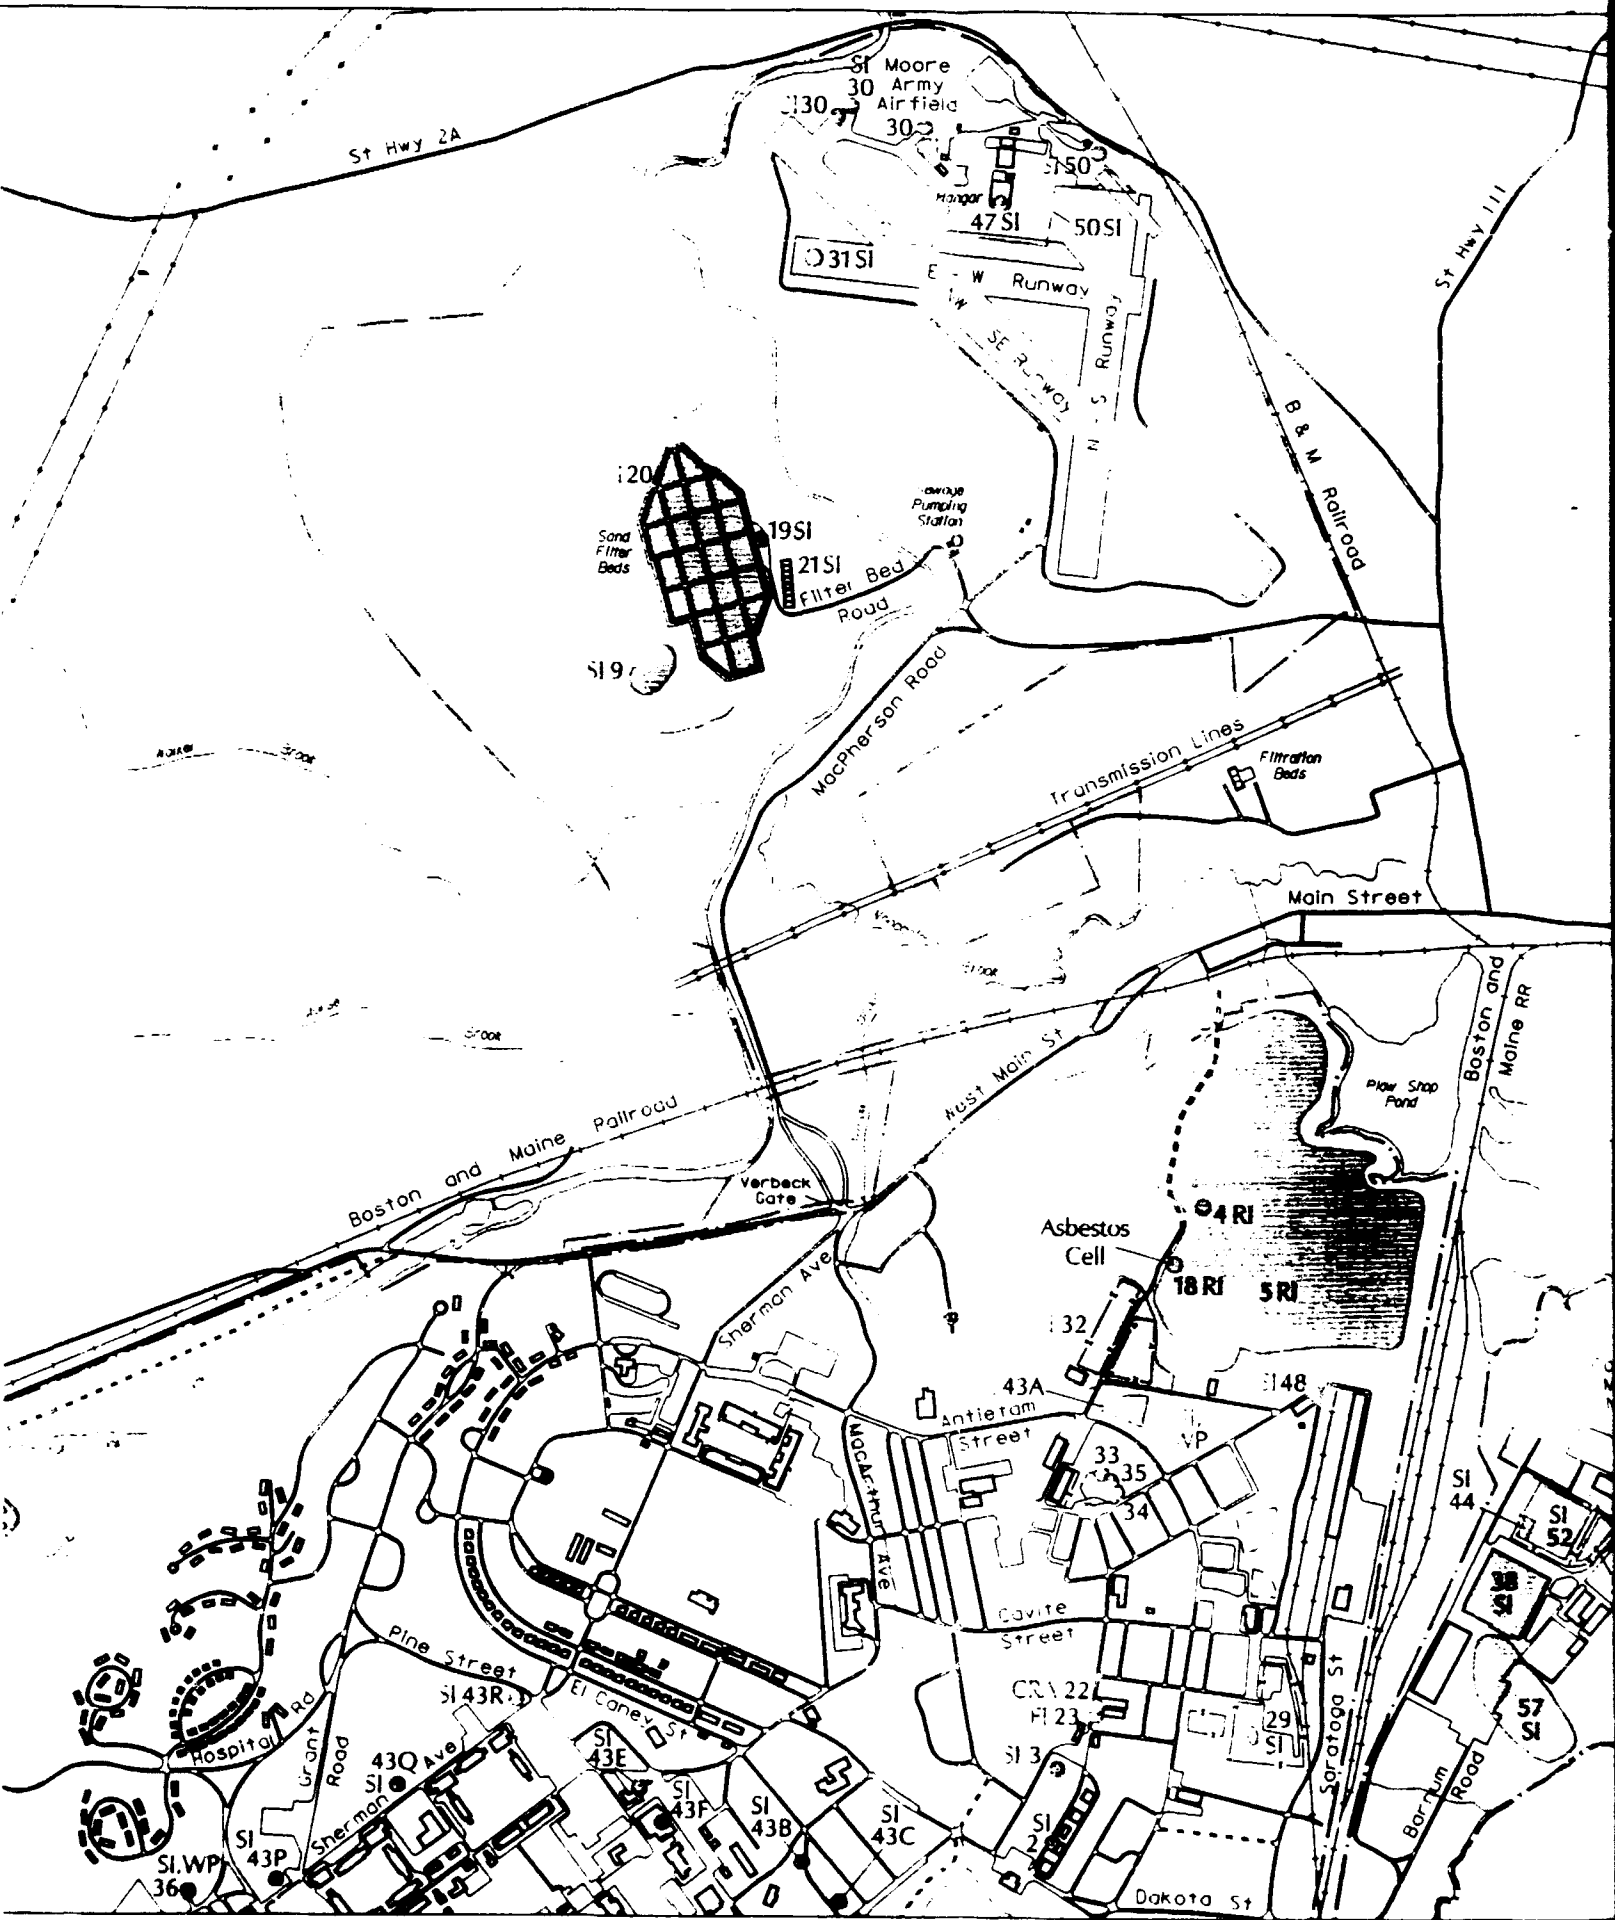 SI Moore
30 Army
Airfield
30
St Hwy 2A
SI 50
Hangar
47 SI
50 SI
31 SI
E - W Runway
SE Runway
N - S Runway
St Hwy 111
B & M Railroad
20
Sand
Filter
Beds
19 SI
21 SI
Pumping
Station
Filter Bed
Road
SI 9
MacPherson Road
Brook
Transmission Lines
Filtration
Beds
Main Street
Brook
Brook
Boston and
Maine RR
West Main St
Plow Shop
Pond
Boston and Maine Railroad
Verbeck
Gate
4 RI
Asbestos
Cell
18 RI
5 RI
Sherman Ave
32
43A
48
Antietam
Street
VP
MacArthur Ave
33
35
34
SI
44
SI
52
38
Cavite
Street
Pine Street
SI 43R
El Caney St
22
23
29
SI
57
SI
Saratoga St
Hospital Rd
Grant
Road
SI 3
SI
43E
43Q
SI
Sherman Ave
SI
43F
SI
43B
SI
43C
SI
Barnum
Road
SI
43P
SI.WP
36
Dakota St